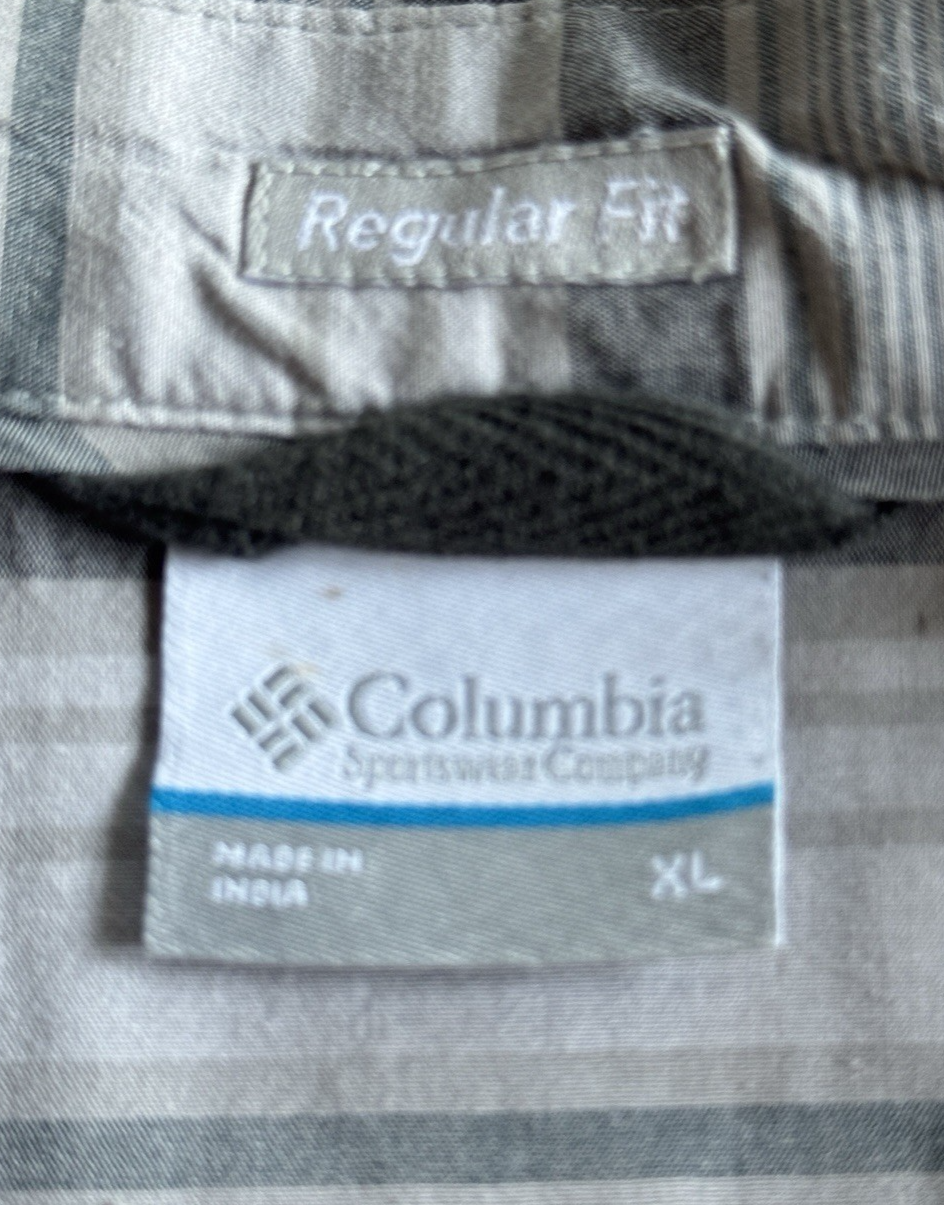 Regular Fit
Columbia
Sportswear Company
MADE IN
INDIA
XL